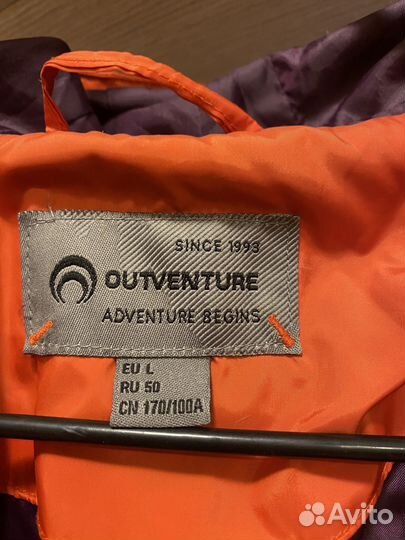 SINCE 1993
OUTVENTURE
ADVENTURE BEGINS
EU L
RU 50
CN 170/100A
Avito